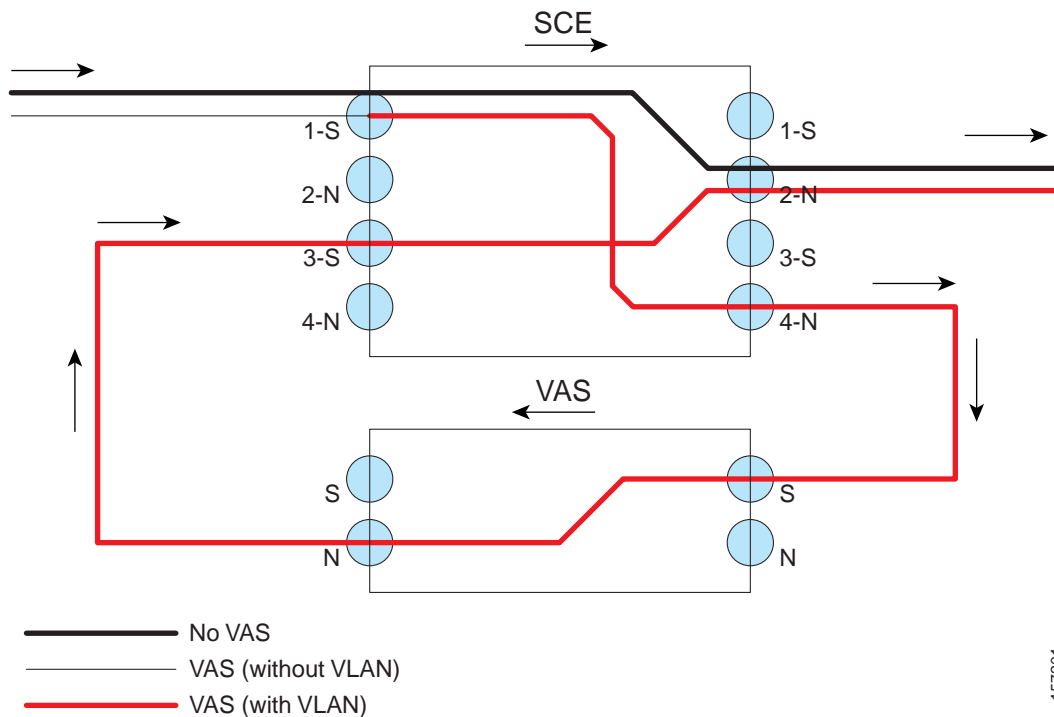 SCE
1-S 1-S
2-N 2-N
3-S 3-S
4-N 4-N
VAS
S S
N N
No VAS
VAS (without VLAN)
VAS (with VLAN)